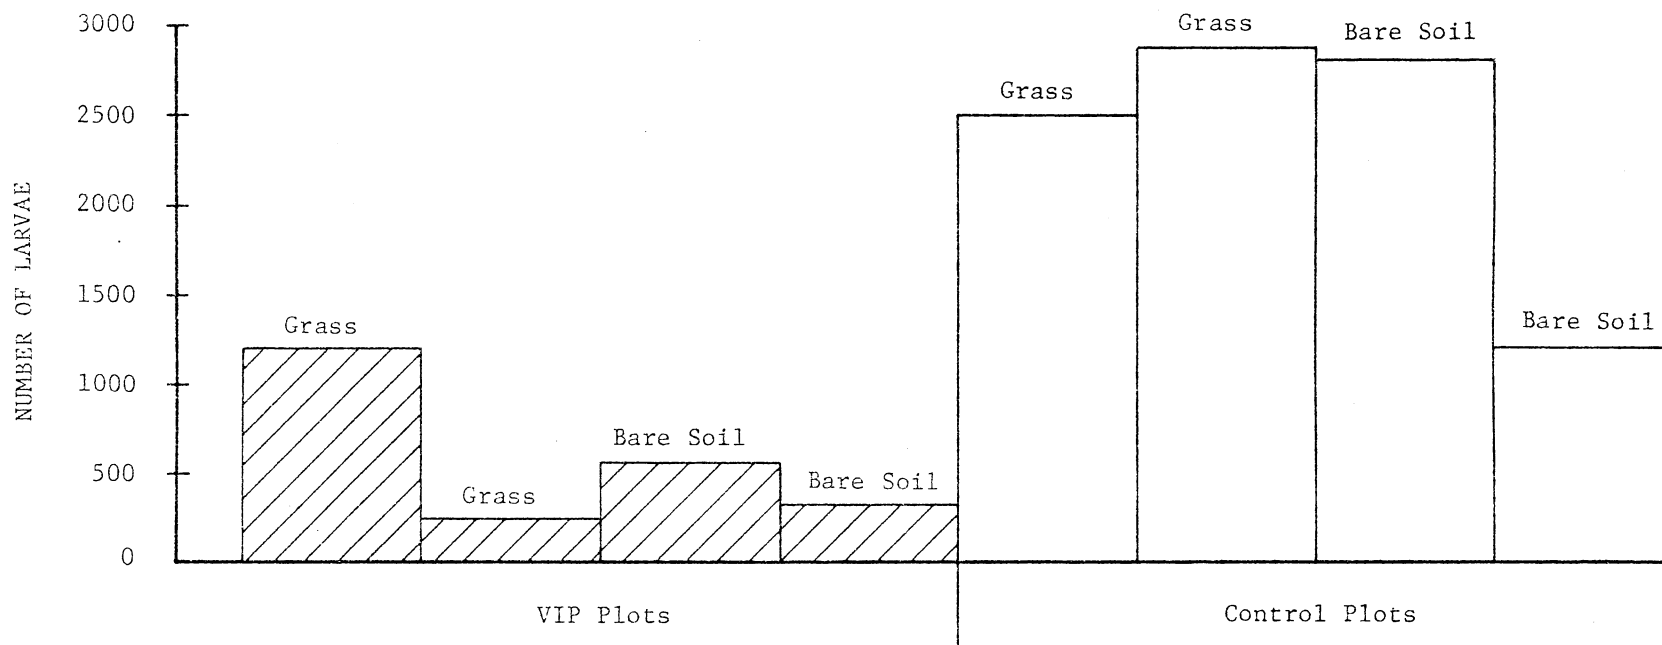 NUMBER OF LARVAE
3000
2500
2000
1500
1000
500
0
Grass
Grass
Bare Soil
Bare Soil
Grass
Grass
Bare Soil
Bare Soil
VIP Plots
Control Plots